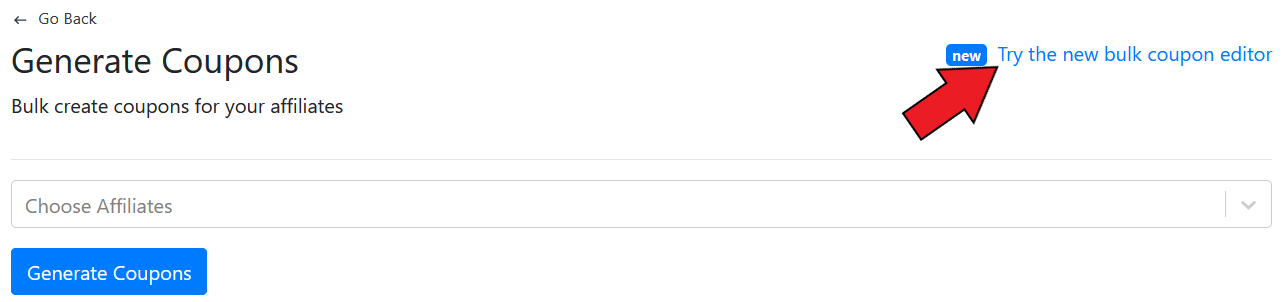 ← Go Back
Generate Coupons
new Try the new bulk coupon editor
Bulk create coupons for your affiliates
Choose Affiliates
Generate Coupons